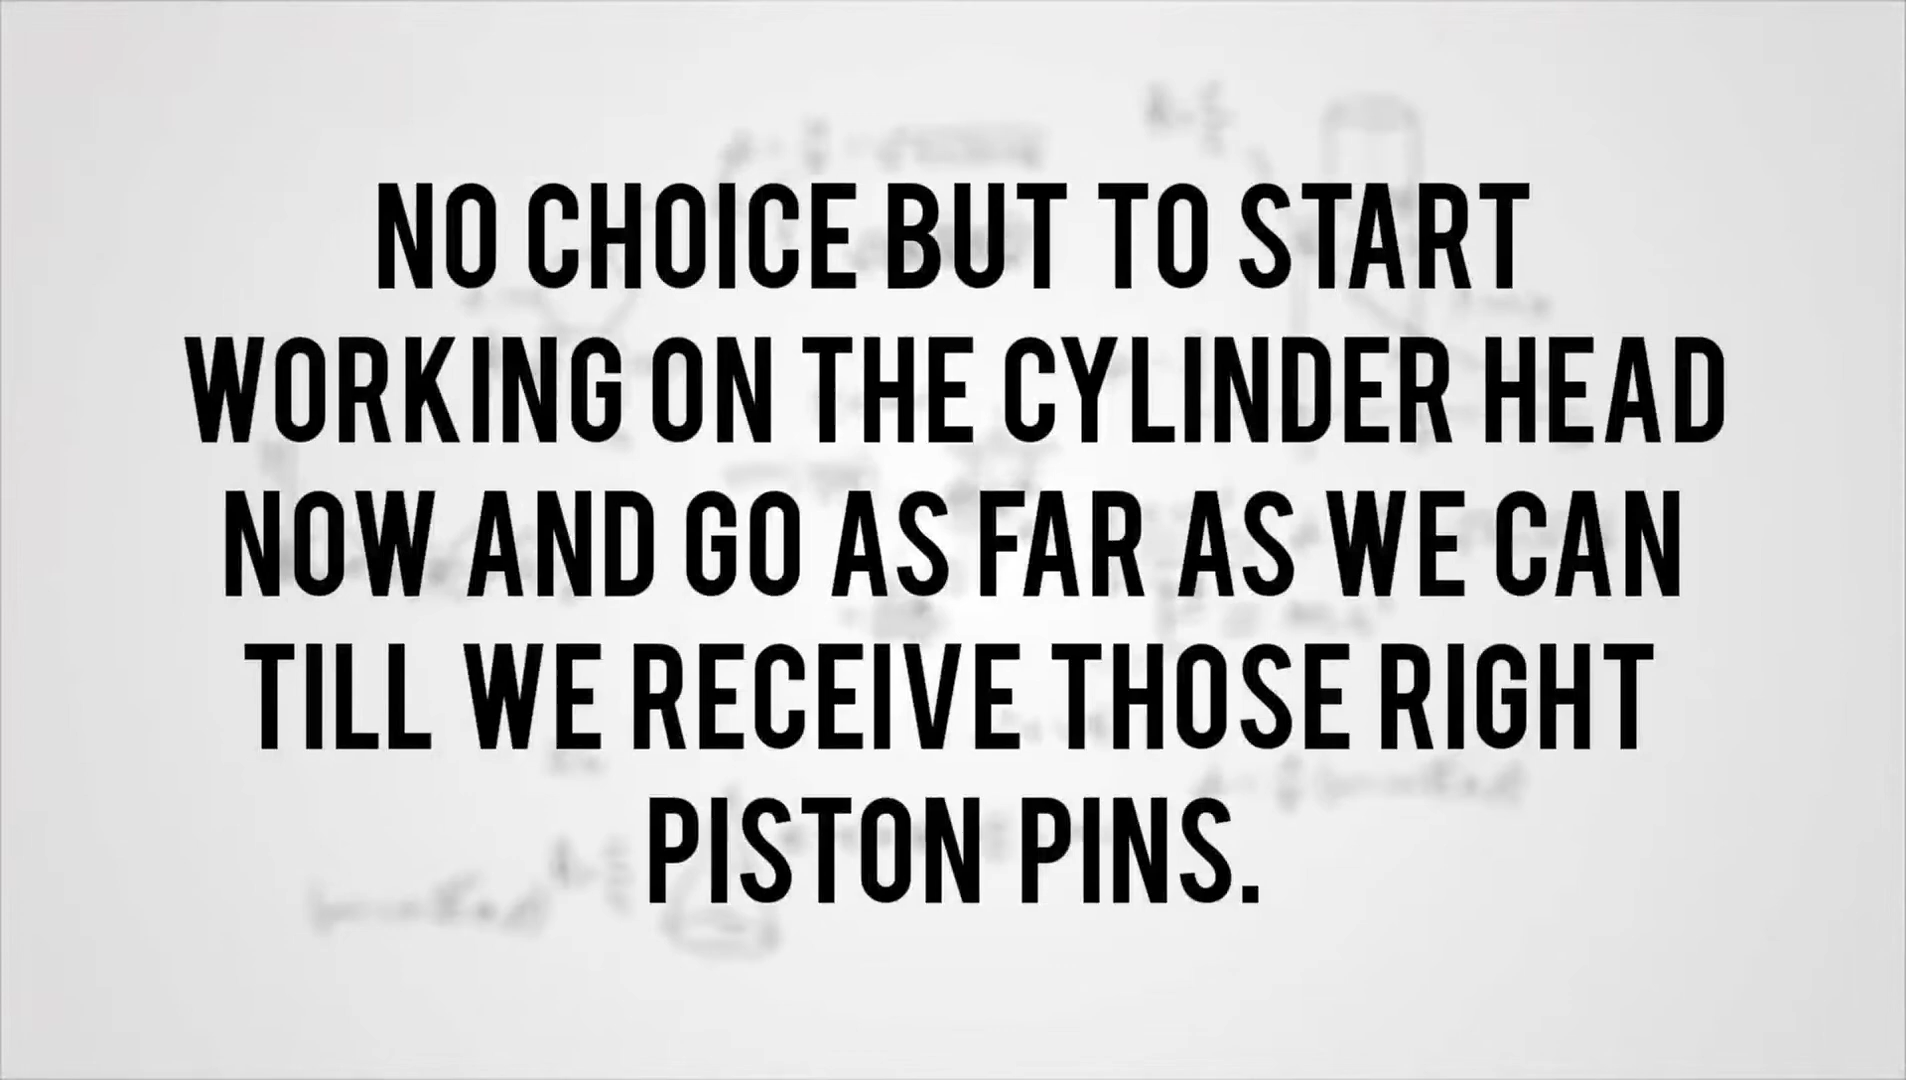 NO CHOICE BUT TO START
WORKING ON THE CYLINDER HEAD
NOW AND GO AS FAR AS WE CAN
TILL WE RECEIVE THOSE RIGHT
PISTON PINS.